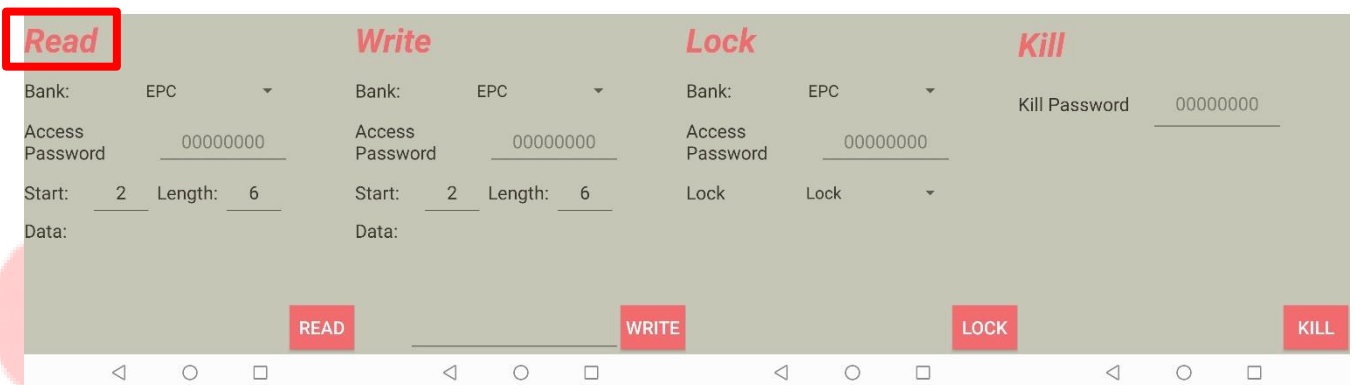 Read
Bank: EPC
Access
Password 00000000
Start: 2 Length: 6
Data:
READ
Write
Bank: EPC
Access
Password 00000000
Start: 2 Length: 6
Data:
WRITE
Lock
Bank: EPC
Access
Password 00000000
Lock Lock
LOCK
Kill
Kill Password 00000000
KILL